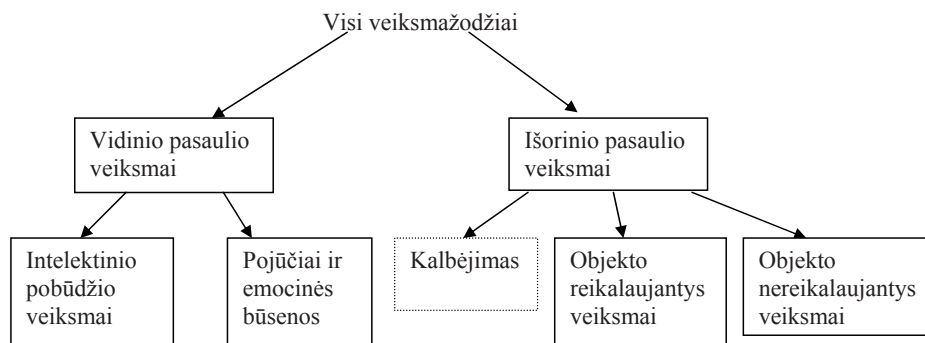 Visi veiksmažodžiai
Vidinio pasaulio
veiksmai
Išorinio pasaulio
veiksmai
Intelektinio
pobūdžio
veiksmai
Pojūčiai ir
emocinės
būsenos
Kalbėjimas
Objekto
reikalaujantys
veiksmai
Objekto
nereikalaujantys
veiksmai